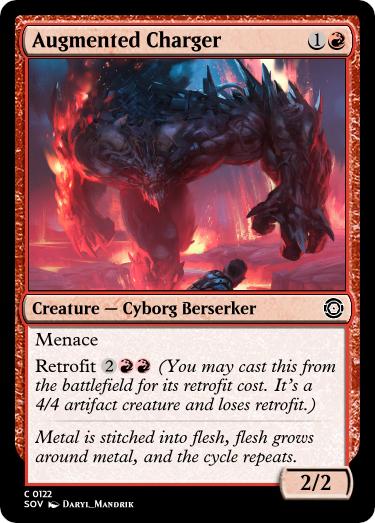 Augmented Charger 1
Creature — Cyborg Berserker
Menace
Retrofit 2 (You may cast this from
the battlefield for its retrofit cost. It's a
4/4 artifact creature and loses retrofit.)
Metal is stitched into flesh, flesh grows
around metal, and the cycle repeats.
2/2
C 0122
SOV Daryl_Mandrik